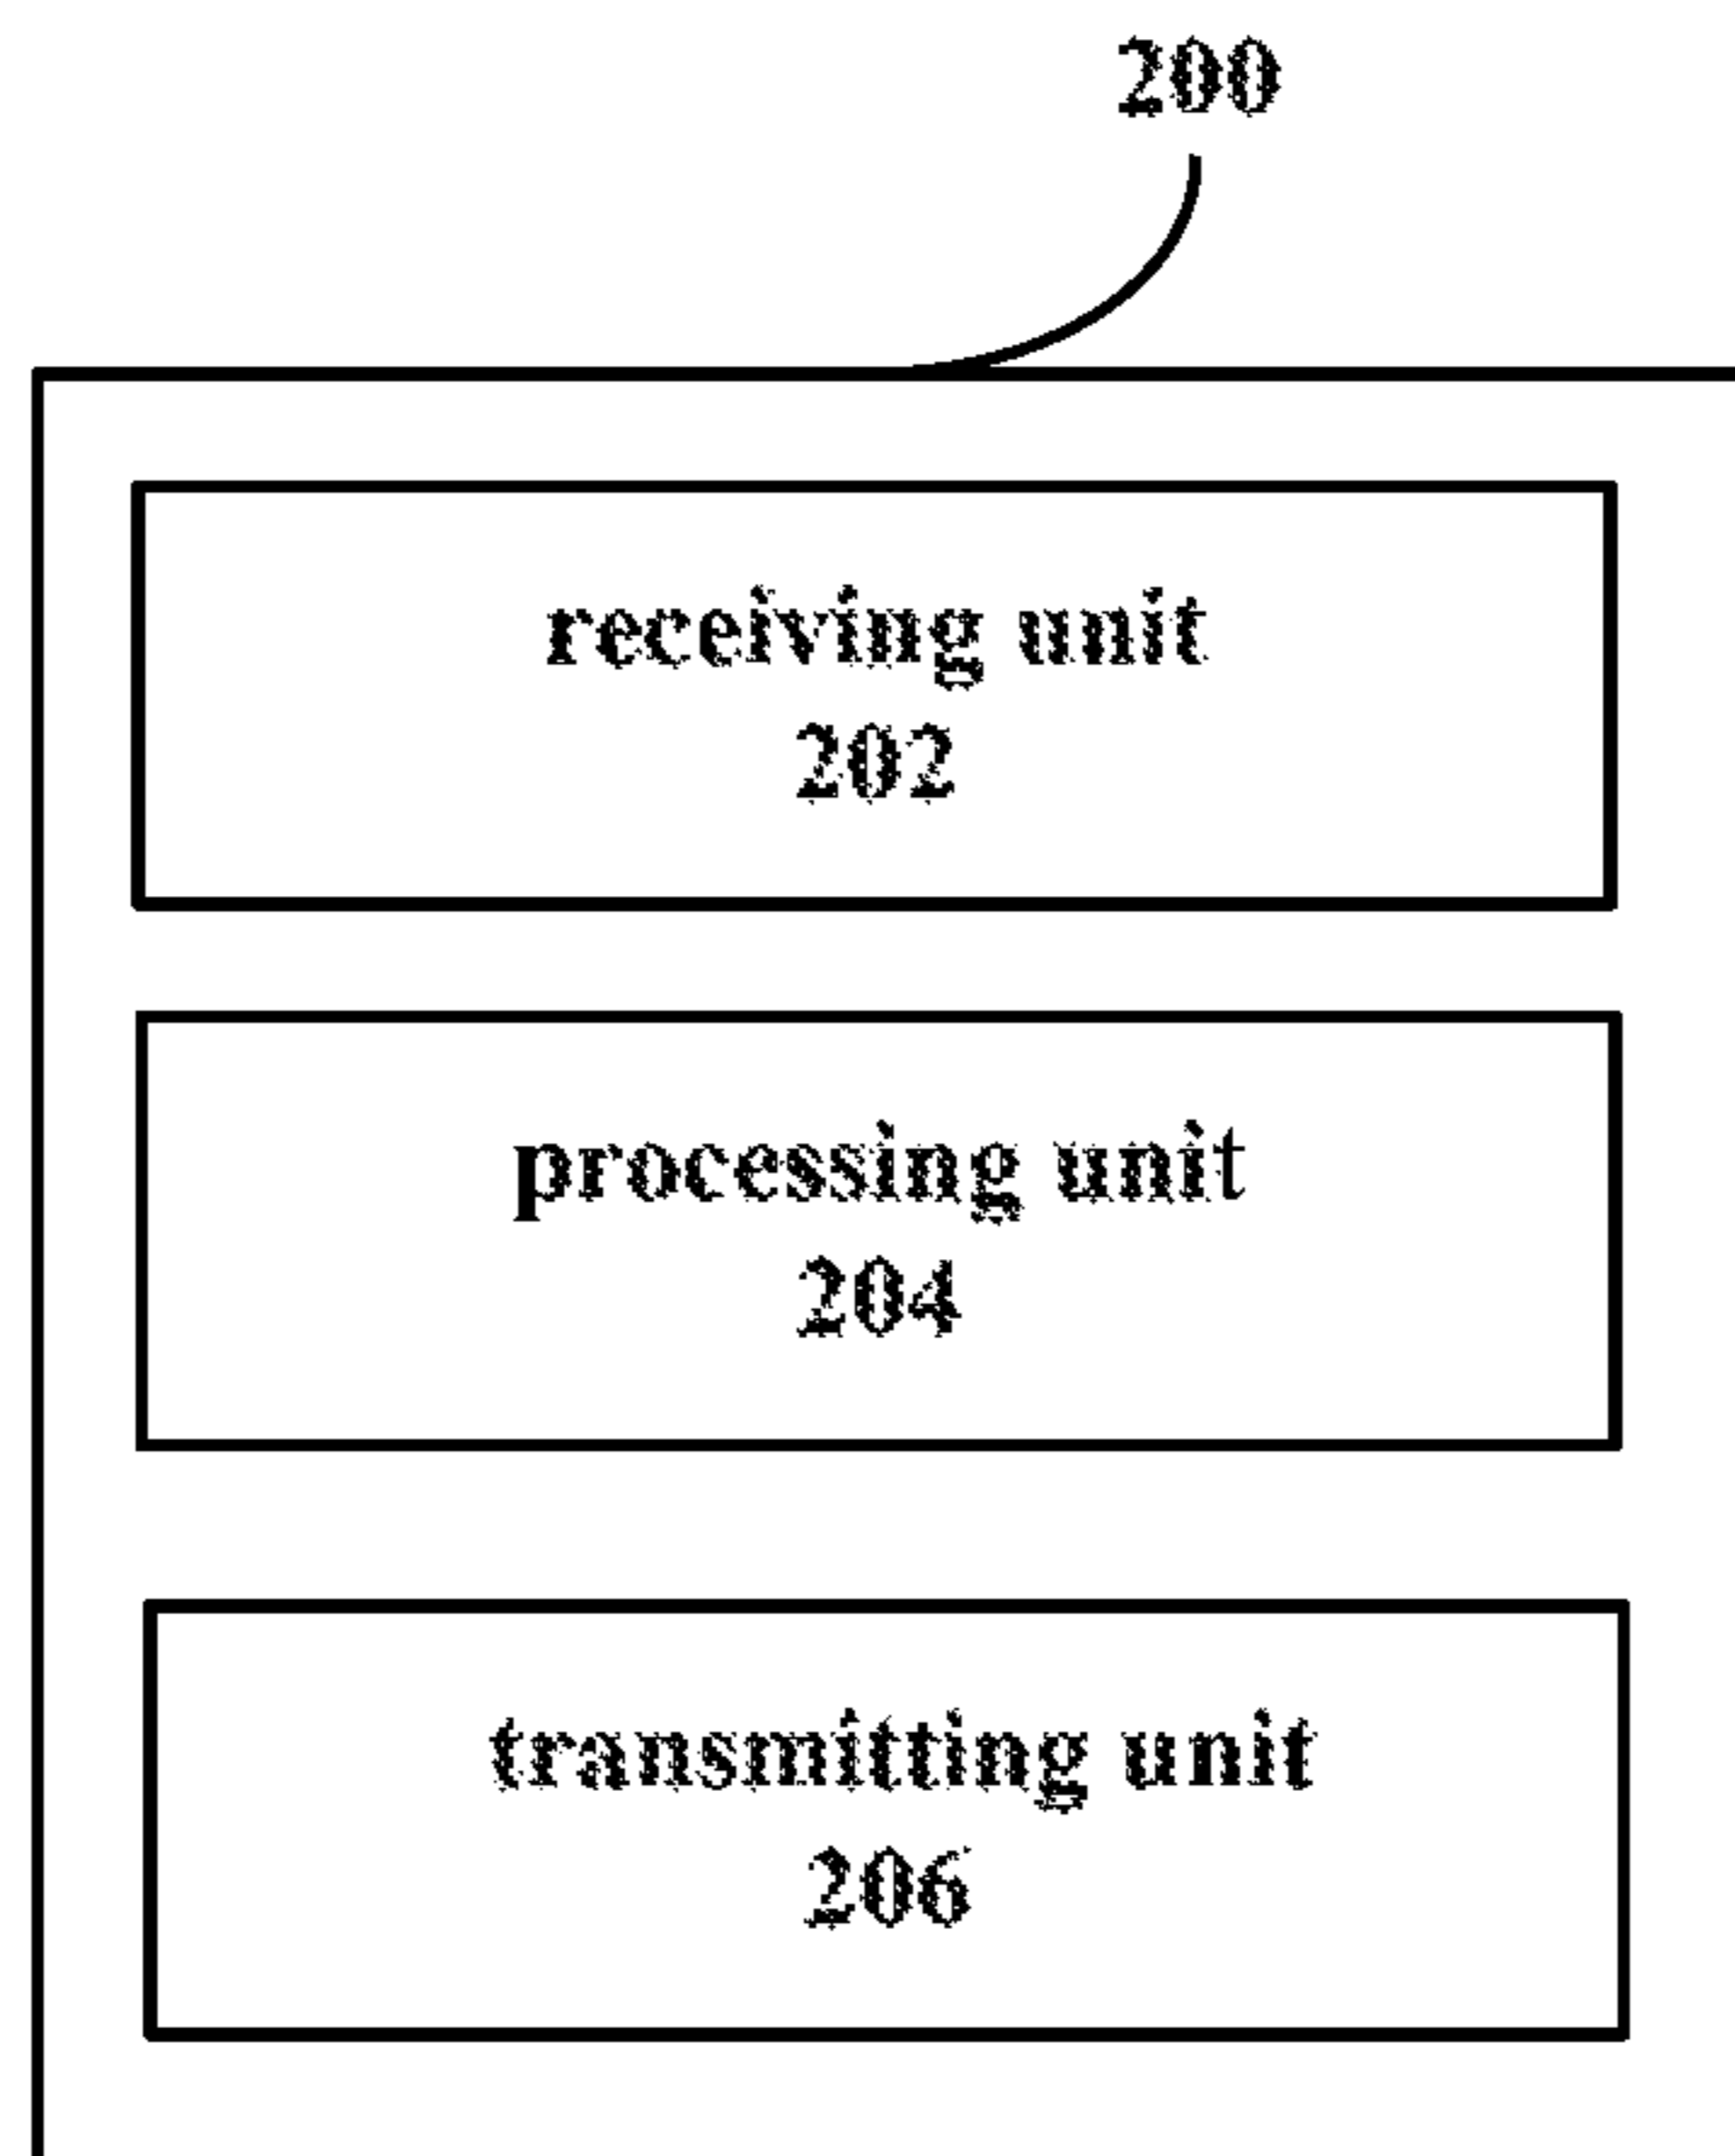 200
receiving unit
202
processing unit
204
transmitting unit
206